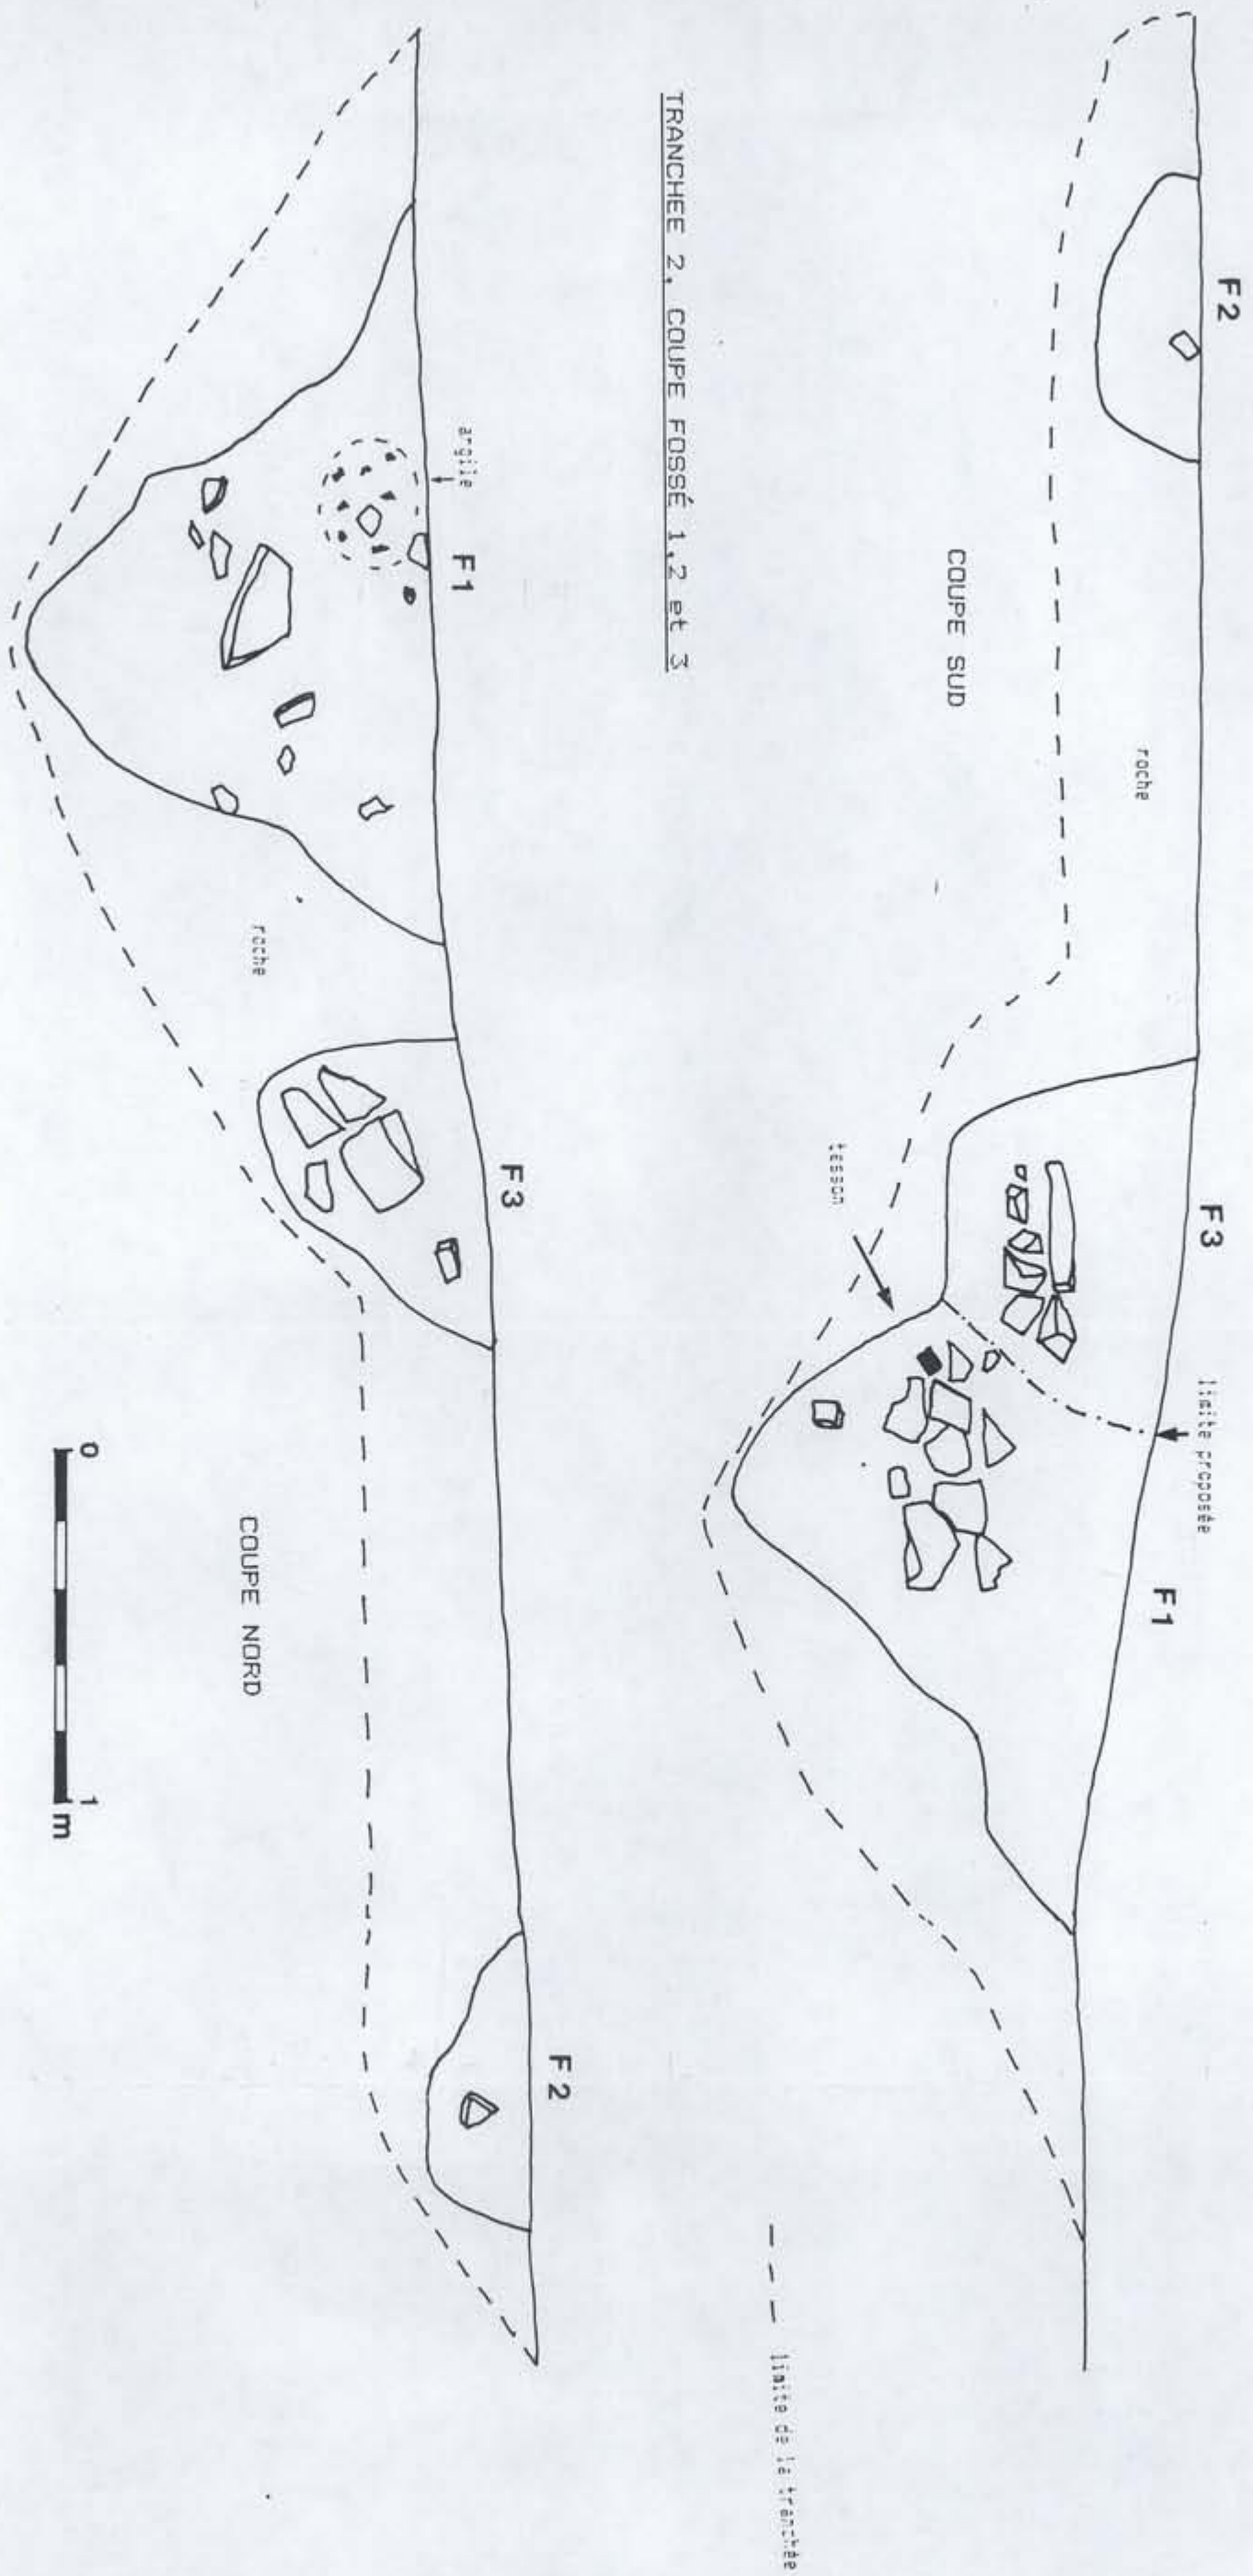 F2
F3
limite proposée
F1
roche
COUPE SUD
tesson
limite de la tranchée
TRANCHEE 2, COUPE FOSSÉ 1,2 et 3
argile
F1
F3
F2
roche
COUPE NORD
0 1
m